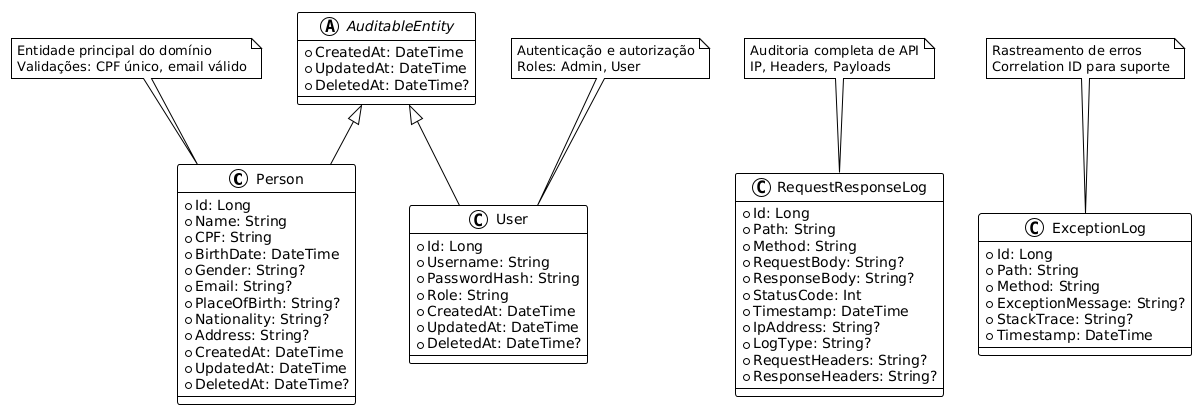 Entidade principal do domínio
Validações: CPF único, email válido
A AuditableEntity
CreatedAt: DateTime
UpdatedAt: DateTime
DeletedAt: DateTime?
Autenticação e autorização
Roles: Admin, User
Auditoria completa de API
IP, Headers, Payloads
Rastreamento de erros
Correlation ID para suporte
C Person
Id: Long
Name: String
CPF: String
BirthDate: DateTime
Gender: String?
Email: String?
PlaceOfBirth: String?
Nationality: String?
Address: String?
CreatedAt: DateTime
UpdatedAt: DateTime
DeletedAt: DateTime?
C User
Id: Long
Username: String
PasswordHash: String
Role: String
CreatedAt: DateTime
UpdatedAt: DateTime
DeletedAt: DateTime?
C RequestResponseLog
Id: Long
Path: String
Method: String
RequestBody: String?
ResponseBody: String?
StatusCode: Int
Timestamp: DateTime
IpAddress: String?
LogType: String?
RequestHeaders: String?
ResponseHeaders: String?
C ExceptionLog
Id: Long
Path: String
Method: String
ExceptionMessage: String?
StackTrace: String?
Timestamp: DateTime